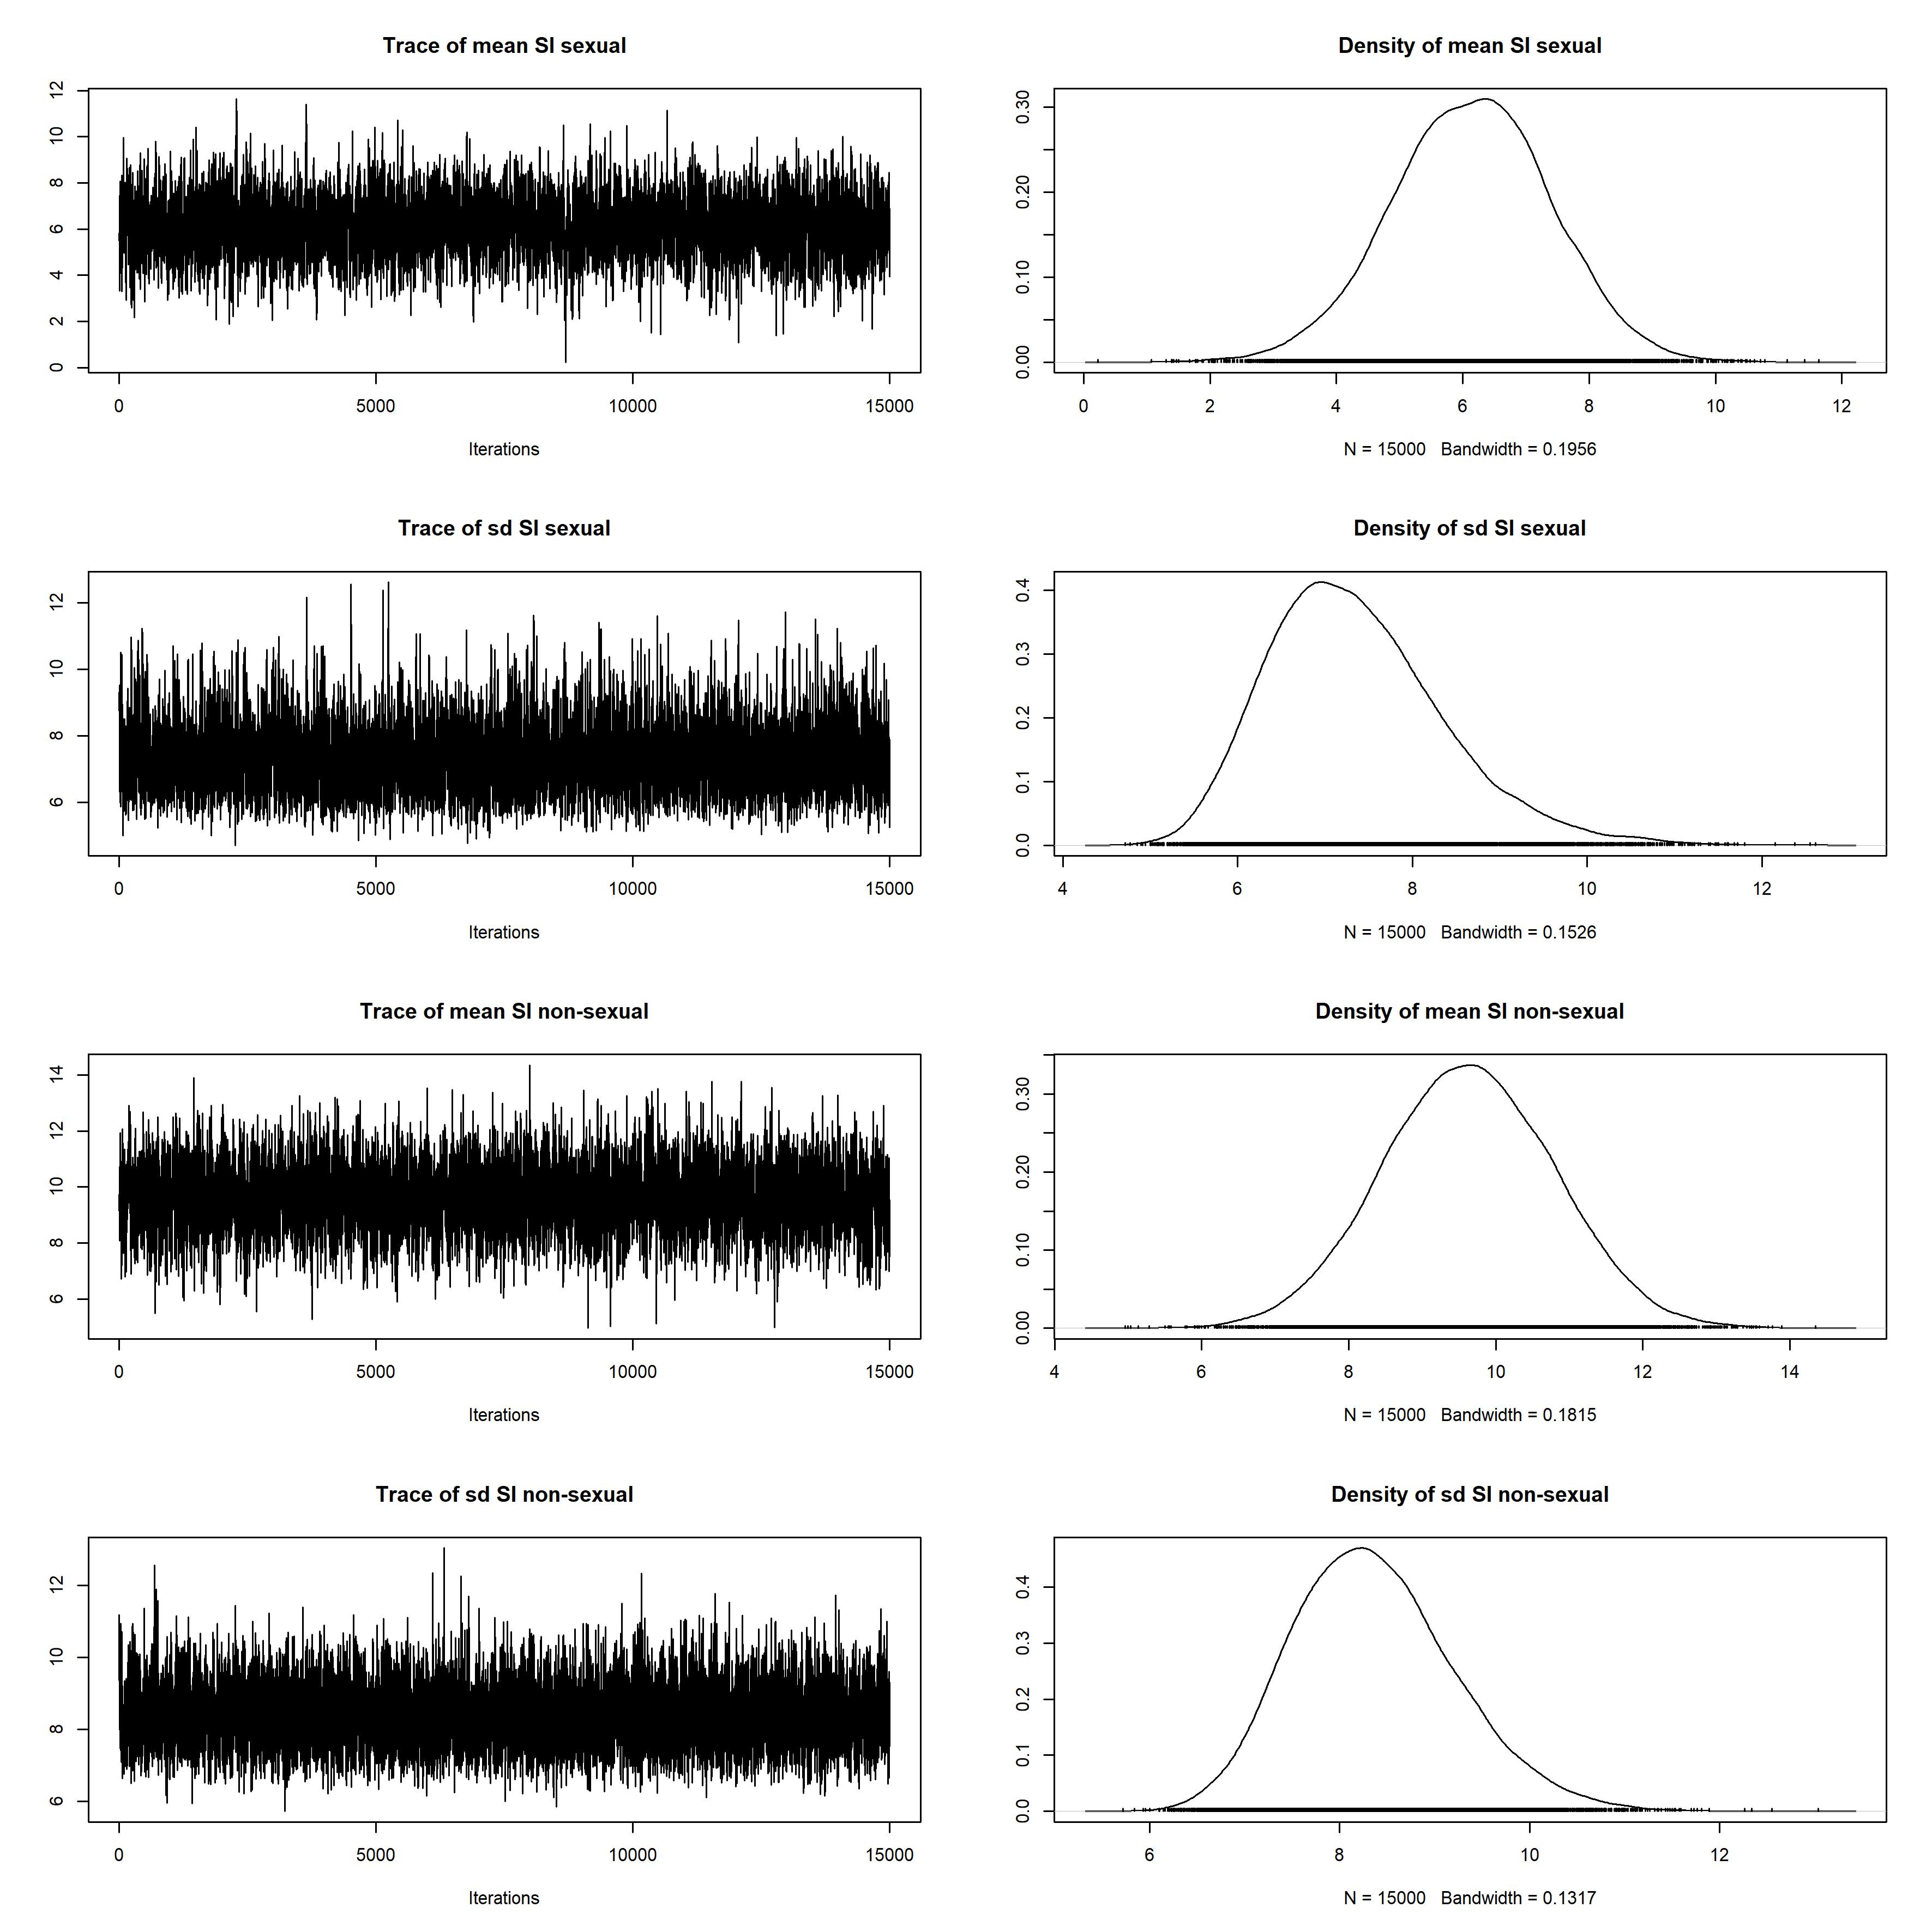 Trace of mean SI sexual
12
10
8
6
4
2
0
0 5000 10000 15000
Iterations
Density of mean SI sexual
0.30
0.20
0.10
0.00
0 2 4 6 8 10 12
N = 15000 Bandwidth = 0.1956
Trace of sd SI sexual
12
10
8
6
0 5000 10000 15000
Iterations
Density of sd SI sexual
0.4
0.3
0.2
0.1
0.
4 6 8 10 12
N = 15000 Bandwidth = 0.1526
Trace of mean SI non-sexual
14
12
10
8
6
0 5000 10000 15000
Iterations
Density of mean SI non-sexual
0.30
0.20
0.10
0.00
4 6 8 10 12 14
N = 15000 Bandwidth = 0.1815
Trace of sd SI non-sexual
12
10
8
6
0 5000 10000 15000
Iterations
Density of sd SI non-sexual
0.4
0.3
0.2
0.1
0.
6 8 10 12
N = 15000 Bandwidth = 0.1317